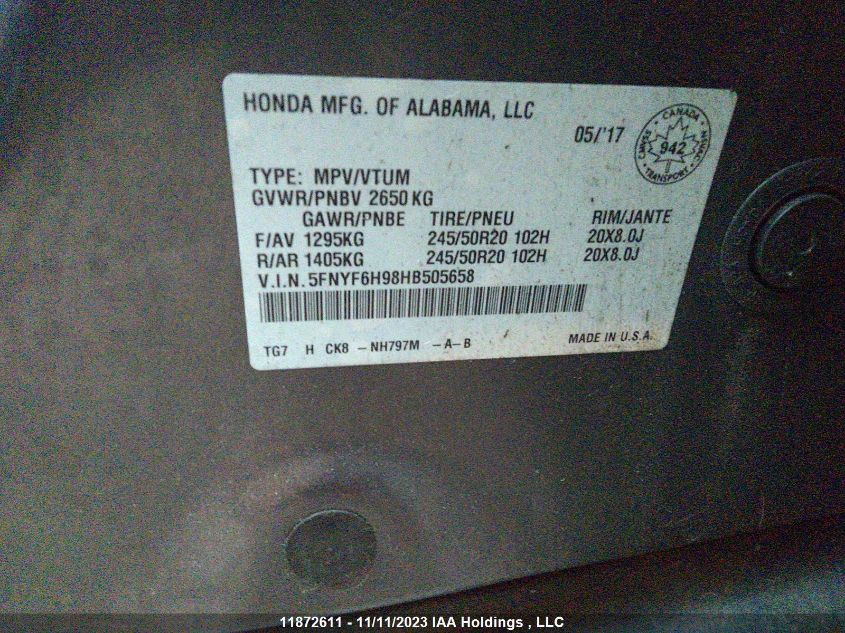 HONDA MFG. OF ALABAMA, LLC
05/'17
CANADA
942
TRANSPORT
TYPE: MPV/VTUM
GVWR/PNBV 2650 KG
GAWR/PNBE TIRE/PNEU RIM/JANTE
F/AV 1295KG 245/50R20 102H 20X8.0J
R/AR 1405KG 245/50R20 102H 20X8.0J
V.I.N. 5FNYF6H98HB505658
TG7 H CK8 - NH797M - A- B MADE IN U.S.A.
11872611 - 11/11/2023 IAA Holdings , LLC